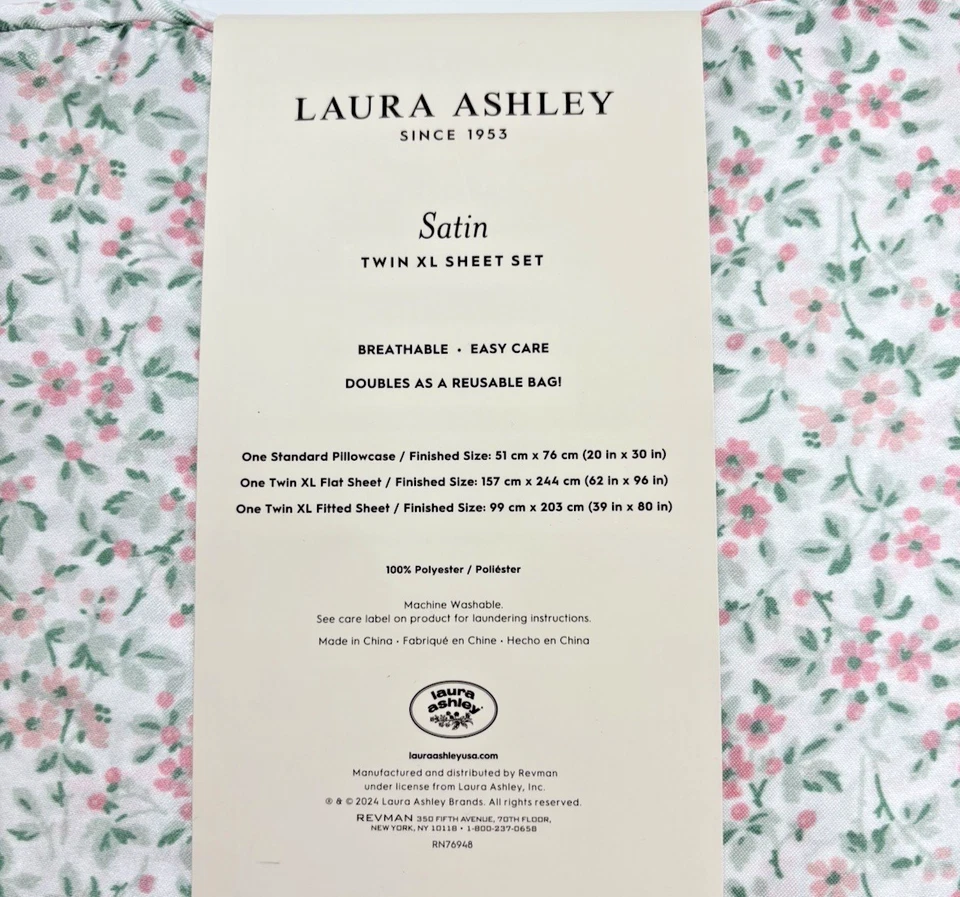 LAURA ASHLEY
SINCE 1953
Satin
TWIN XL SHEET SET
BREATHABLE • EASY CARE
DOUBLES AS A REUSABLE BAG!
One Standard Pillowcase / Finished Size: 51 cm x 76 cm (20 in x 30 in)
One Twin XL Flat Sheet / Finished Size: 157 cm x 244 cm (62 in x 96 in)
One Twin XL Fitted Sheet / Finished Size: 99 cm x 203 cm (39 in x 80 in)
100% Polyester / Poliéster
Machine Washable.
See care label on product for laundering instructions.
Made in China • Fabriqué en Chine • Hecho en China
laura
ashley
lauraashleyusa.com
Manufactured and distributed by Revman
under license from Laura Ashley, Inc.
® & © 2024 Laura Ashley Brands. All rights reserved.
REVMAN 350 FIFTH AVENUE, 70TH FLOOR,
NEW YORK, NY 10118 • 1-800-237-0658
RN76948